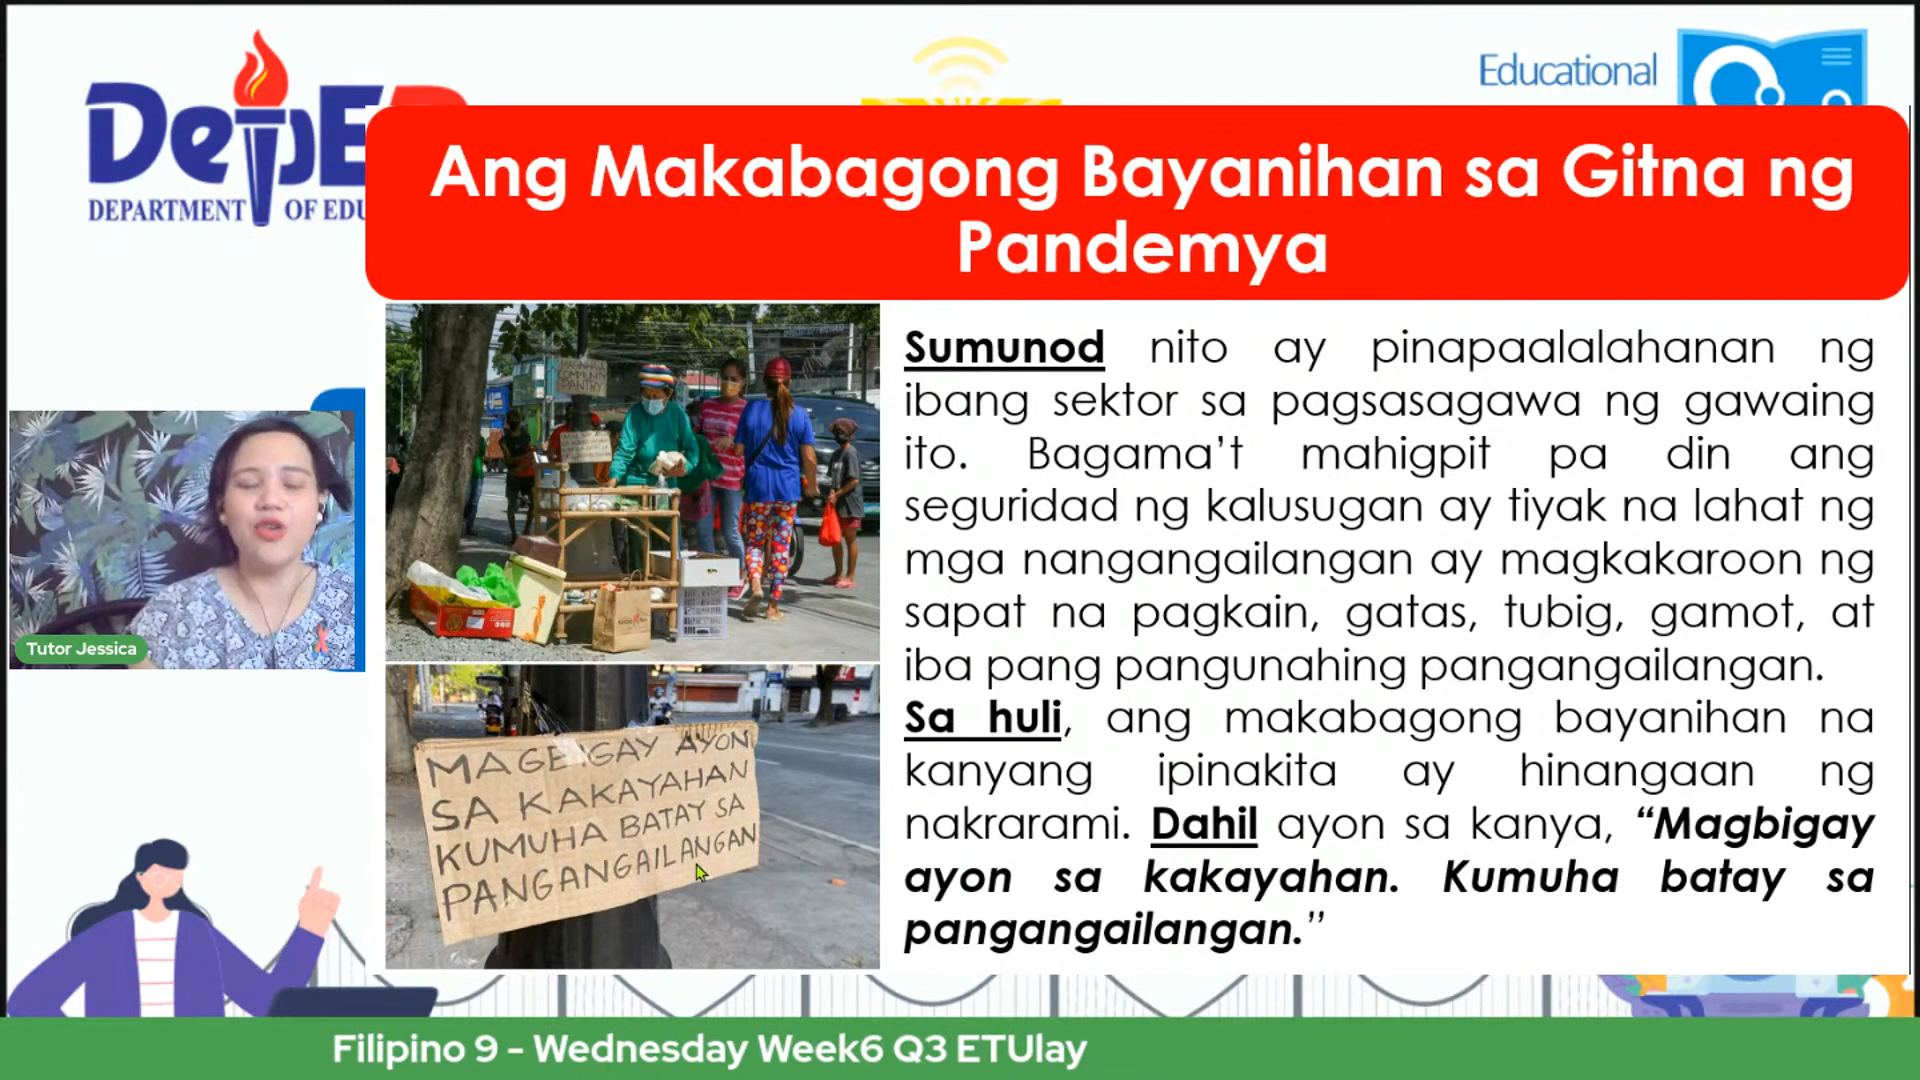 DepE
DEPARTMENT OF EDU
Educational
Ang Makabagong Bayanihan sa Gitna ng
Pandemya
Sumunod nito ay pinapaalalahanan ng
ibang sektor sa pagsasagawa ng gawaing
ito. Bagama’t mahigpit pa din ang
seguridad ng kalusugan ay tiyak na lahat ng
mga nangangailangan ay magkakaroon ng
sapat na pagkain, gatas, tubig, gamot, at
iba pang pangunahing pangangailangan.
Sa huli, ang makabagong bayanihan na
kanyang ipinakita ay hinangaan ng
nakrarami. Dahil ayon sa kanya, “Magbigay
ayon sa kakayahan. Kumuha batay sa
pangangailangan.”
COMMUNITY
PANTRY
Tutor Jessica
AYON
SA KAKAYAHAN
KUMUHA BATAY SA
PANGANGAILANGAN
Filipino 9 - Wednesday Week6 Q3 ETUlay